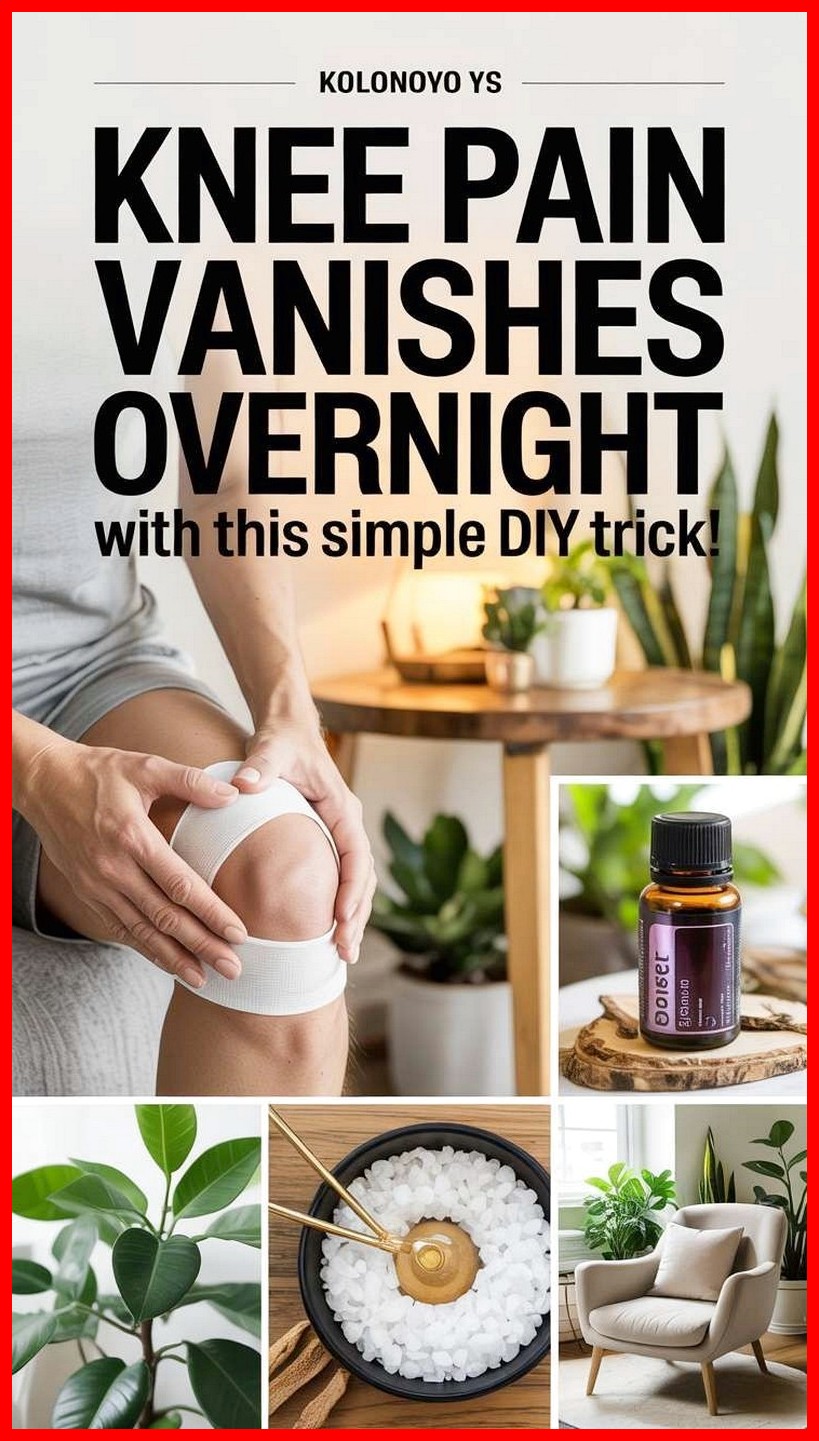 KOLONOYO YS
KNEE PAIN
VANISHES
OVERNIGHT
with this simple DIY trick!